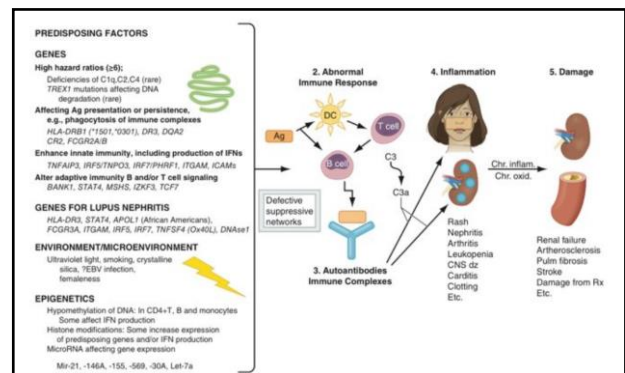 PREDISPOSING FACTORS
GENES
High hazard ratios (≥6);
Deficiencies of C1q,C2,C4 (rare)
TREX1 mutations affecting DNA
degradation (rare)
Affecting Ag presentation or persistence,
e.g., phagocytosis of immune complexes
HLA-DRB1 (*1501,*0301), DR3, DQA2
CR2, FCGR2A/B
Enhance innate immunity, including production of IFNs
TNFAIP3, IRF5/TNPO3, IRF7/PHRF1, ITGAM, ICAMs
Alter adaptive immunity B and/or T cell signaling
BANK1, STAT4, MSHS, IZKF3, TCF7
GENES FOR LUPUS NEPHRITIS
HLA-DR3, STAT4, APOL1 (African Americans),
FCGR3A, ITGAM, IRF5, IRF7, TNFSF4 (Ox40L), DNAse1
ENVIRONMENT/MICROENVIRONMENT
Ultraviolet light, smoking, crystalline
silica, ?EBV infection,
femaleness
EPIGENETICS
Hypomethylation of DNA: In CD4+T, B and monocytes
Some affect IFN production
Histone modifications: Some increase expression
of predisposing genes and/or IFN production
MicroRNA affecting gene expression
Mir-21, -146A, -155, -569, -30A, Let-7a
2. Abnormal
Immune Response
DC
Ag
T cell
B cell
C3
C3a
Defective
suppressive
networks
3. Autoantibodies
Immune Complexes
4. Inflammation
Rash
Nephritis
Arthritis
Leukopenia
CNS dz
Carditis
Clotting
Etc.
Chr. inflam.
Chr. oxid.
5. Damage
Renal failure
Artherosclerosis
Pulm fibrosis
Stroke
Damage from Rx
Etc.